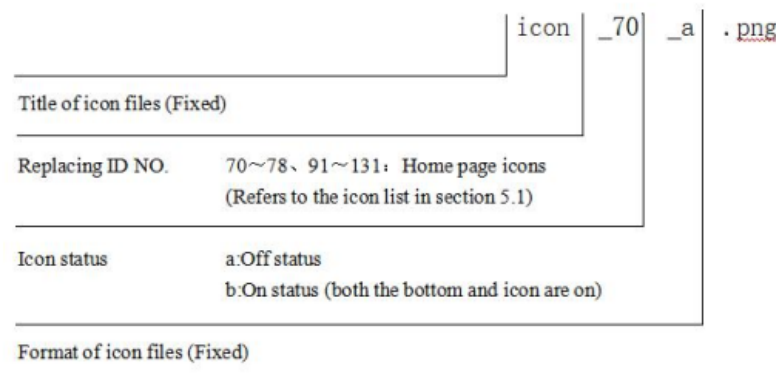 icon _70 _a .png
Title of icon files (Fixed)
Replacing ID NO. 70～78、91～131：Home page icons
(Refers to the icon list in section 5.1)
Icon status a:Off status
b:On status (both the bottom and icon are on)
Format of icon files (Fixed)